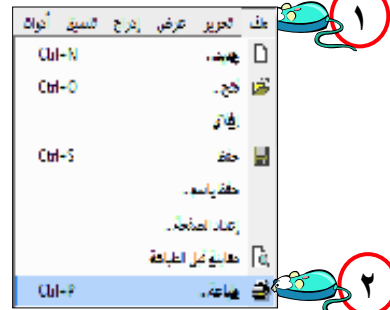 ملف تحرير عرض إدراج تنسيق أدوات
١
Ctrl-N
فتح... Ctrl-O
إغلاق
حفظ Ctrl-S
حفظ باسم...
إعداد الصفحة...
معاينة قبل الطباعة
طباعة... Ctrl-P
٢